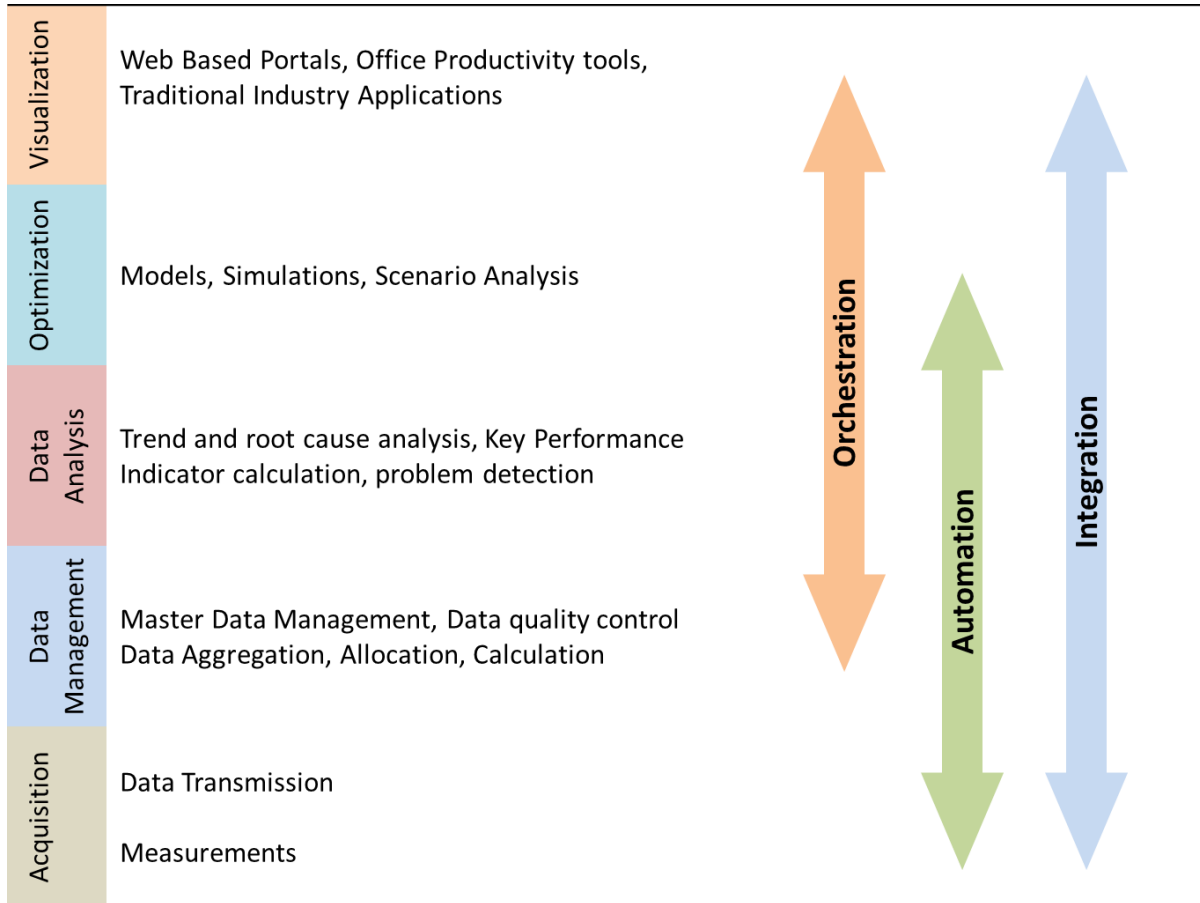 Visualization
Web Based Portals, Office Productivity tools,
Traditional Industry Applications
Optimization
Models, Simulations, Scenario Analysis
Data
Analysis
Trend and root cause analysis, Key Performance
Indicator calculation, problem detection
Data
Management
Master Data Management, Data quality control
Data Aggregation, Allocation, Calculation
Acquisition
Data Transmission
Measurements
Orchestration
Automation
Integration